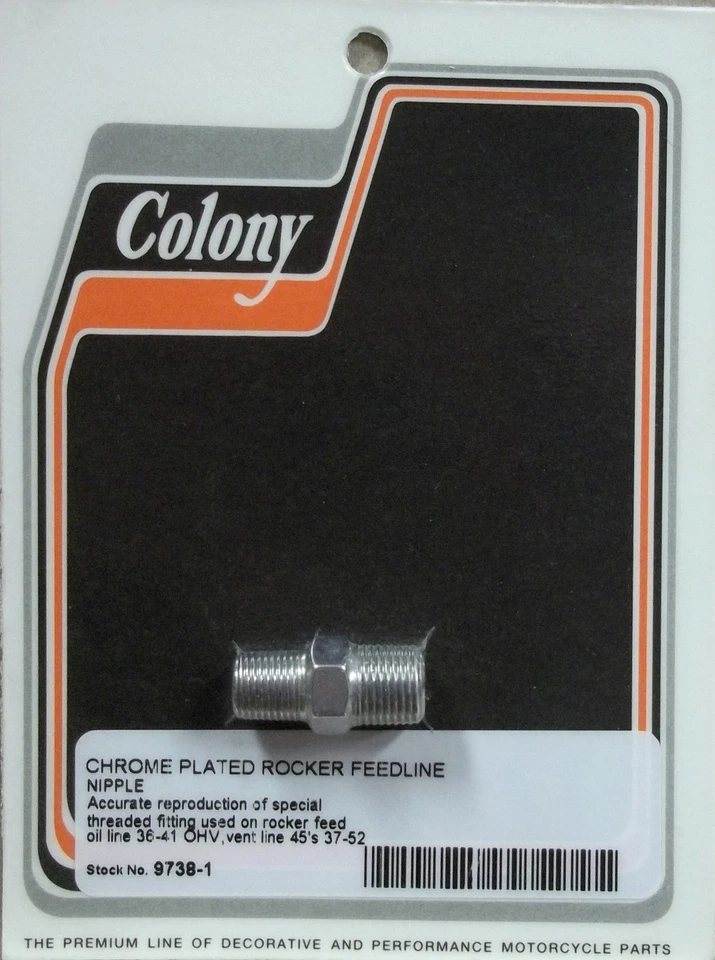 Colony
CHROME PLATED ROCKER FEEDLINE
NIPPLE
Accurate reproduction of special
threaded fitting used on rocker feed
oil line 36-41 OHV,vent line 45's 37-52
Stock No. 9738-1
THE PREMIUM LINE OF DECORATIVE AND PERFORMANCE MOTORCYCLE PARTS